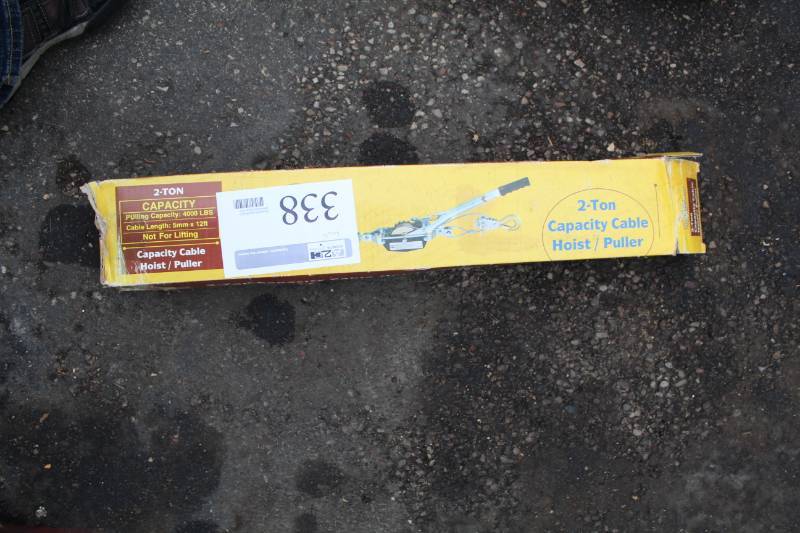 2-TON
CAPACITY
Pulling Capacity: 4000 LBS
Cable Length: 5mm x 12ft
Not For Lifting
Capacity Cable
Hoist / Puller
338
2-Ton
Capacity Cable
Hoist / Puller